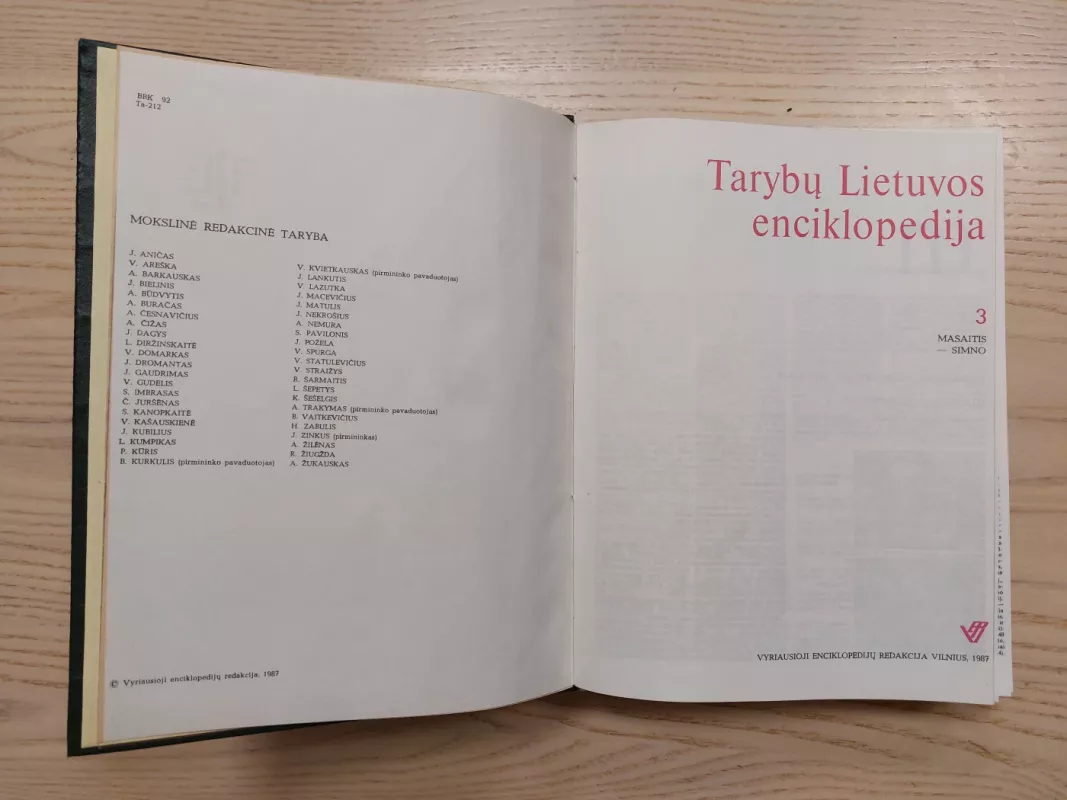 BBK 92
Ta-212
MOKSLINĖ REDAKCINĖ TARYBA
J. ANIČAS
V. AREŠKA
A. BARKAUSKAS
J. BIELINIS
A. BŪDVYTIS
A. BURAČAS
A. ČESNAVIČIUS
A. ČIŽAS
J. DAGYS
L. DIRŽINSKAITĖ
V. DOMARKAS
J. DROMANTAS
J. GAUDRIMAS
V. GUDELIS
S. IMBRASAS
Č. JURŠĖNAS
S. KANOPKAITĖ
V. KAŠAUSKIENĖ
J. KUBILIUS
L. KUMPIKAS
P. KŪRIS
B. KURKULIS (pirmininko pavaduotojas)
V. KVIETKAUSKAS (pirmininko pavaduotojas)
J. LANKUTIS
V. LAZUTKA
J. MACEVIČIUS
J. MATULIS
J. NEKROŠIUS
A. NEMURA
S. PAVILONIS
J. POŽELA
V. SPURGA
V. STATULEVIČIUS
V. STRAIŽYS
B. ŠARMAITIS
L. ŠEPETYS
K. ŠEŠELGIS
A. TRAKYMAS (pirmininko pavaduotojas)
B. VAITKEVIČIUS
H. ZABULIS
J. ZINKUS (pirmininkas)
A. ŽILĖNAS
R. ŽIUGŽDA
A. ŽUKAUSKAS
© Vyriausioji enciklopedijų redakcija, 1987
Tarybų Lietuvos
enciklopedija
3
MASAITIS
— SIMNO
VYRIAUSIOJI ENCIKLOPEDIJŲ REDAKCIJA VILNIUS, 1987